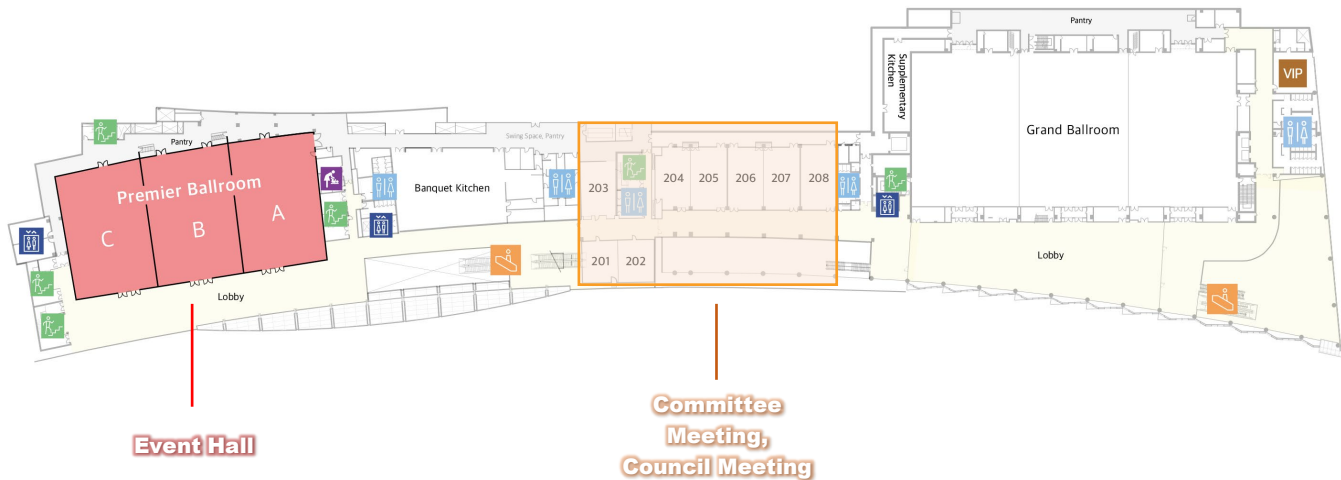 Pantry
Supplementary
Kitchen
VIP
Grand Ballroom
Swing Space, Pantry
Pantry
Premier Ballroom
A
B
C
Banquet Kitchen
203
204
205
206
207
208
201
202
Lobby
Lobby
Event Hall
Committee
Meeting,
Council Meeting